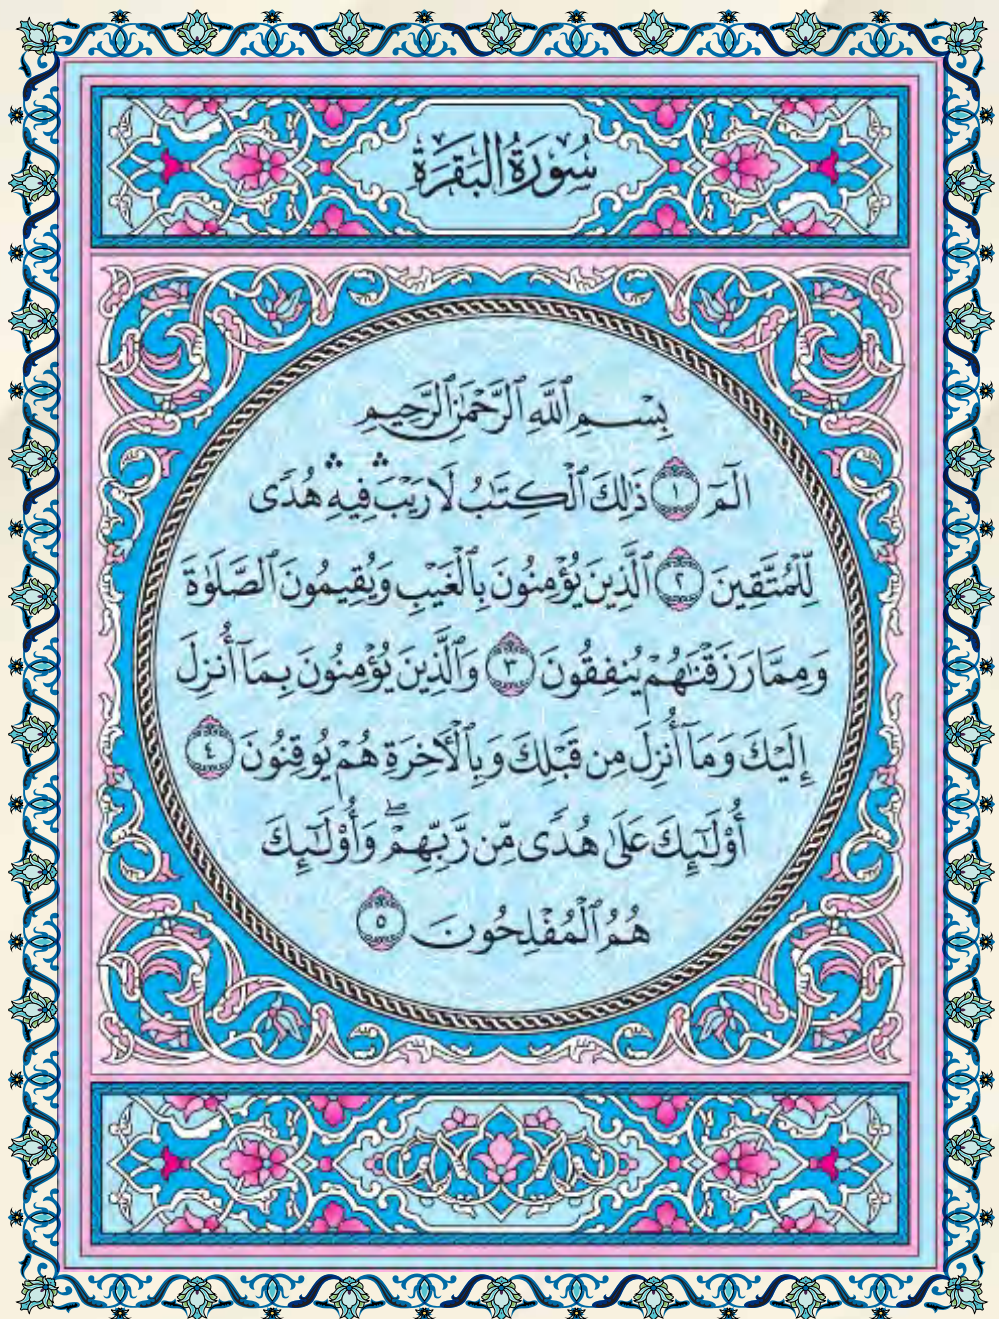 سُورَةُ البَقَرَةِ
بِسْمِ ٱللَّهِ ٱلرَّحْمَٰنِ ٱلرَّحِيمِ
الٓمٓ ١ ذَٰلِكَ ٱلْكِتَٰبُ لَا رَيْبَ ۛ فِيهِ ۛ هُدًى
لِّلْمُتَّقِينَ ٢ ٱلَّذِينَ يُؤْمِنُونَ بِٱلْغَيْبِ وَيُقِيمُونَ ٱلصَّلَوٰةَ
وَمِمَّا رَزَقْنَٰهُمْ يُنفِقُونَ ٣ وَٱلَّذِينَ يُؤْمِنُونَ بِمَآ أُنزِلَ
إِلَيْكَ وَمَآ أُنزِلَ مِن قَبْلِكَ وَبِٱلْءَاخِرَةِ هُمْ يُوقِنُونَ ٤
أُو۟لَٰٓئِكَ عَلَىٰ هُدًى مِّن رَّبِّهِمْ ۖ وَأُو۟لَٰٓئِكَ
هُمُ ٱلْمُفْلِحُونَ ٥